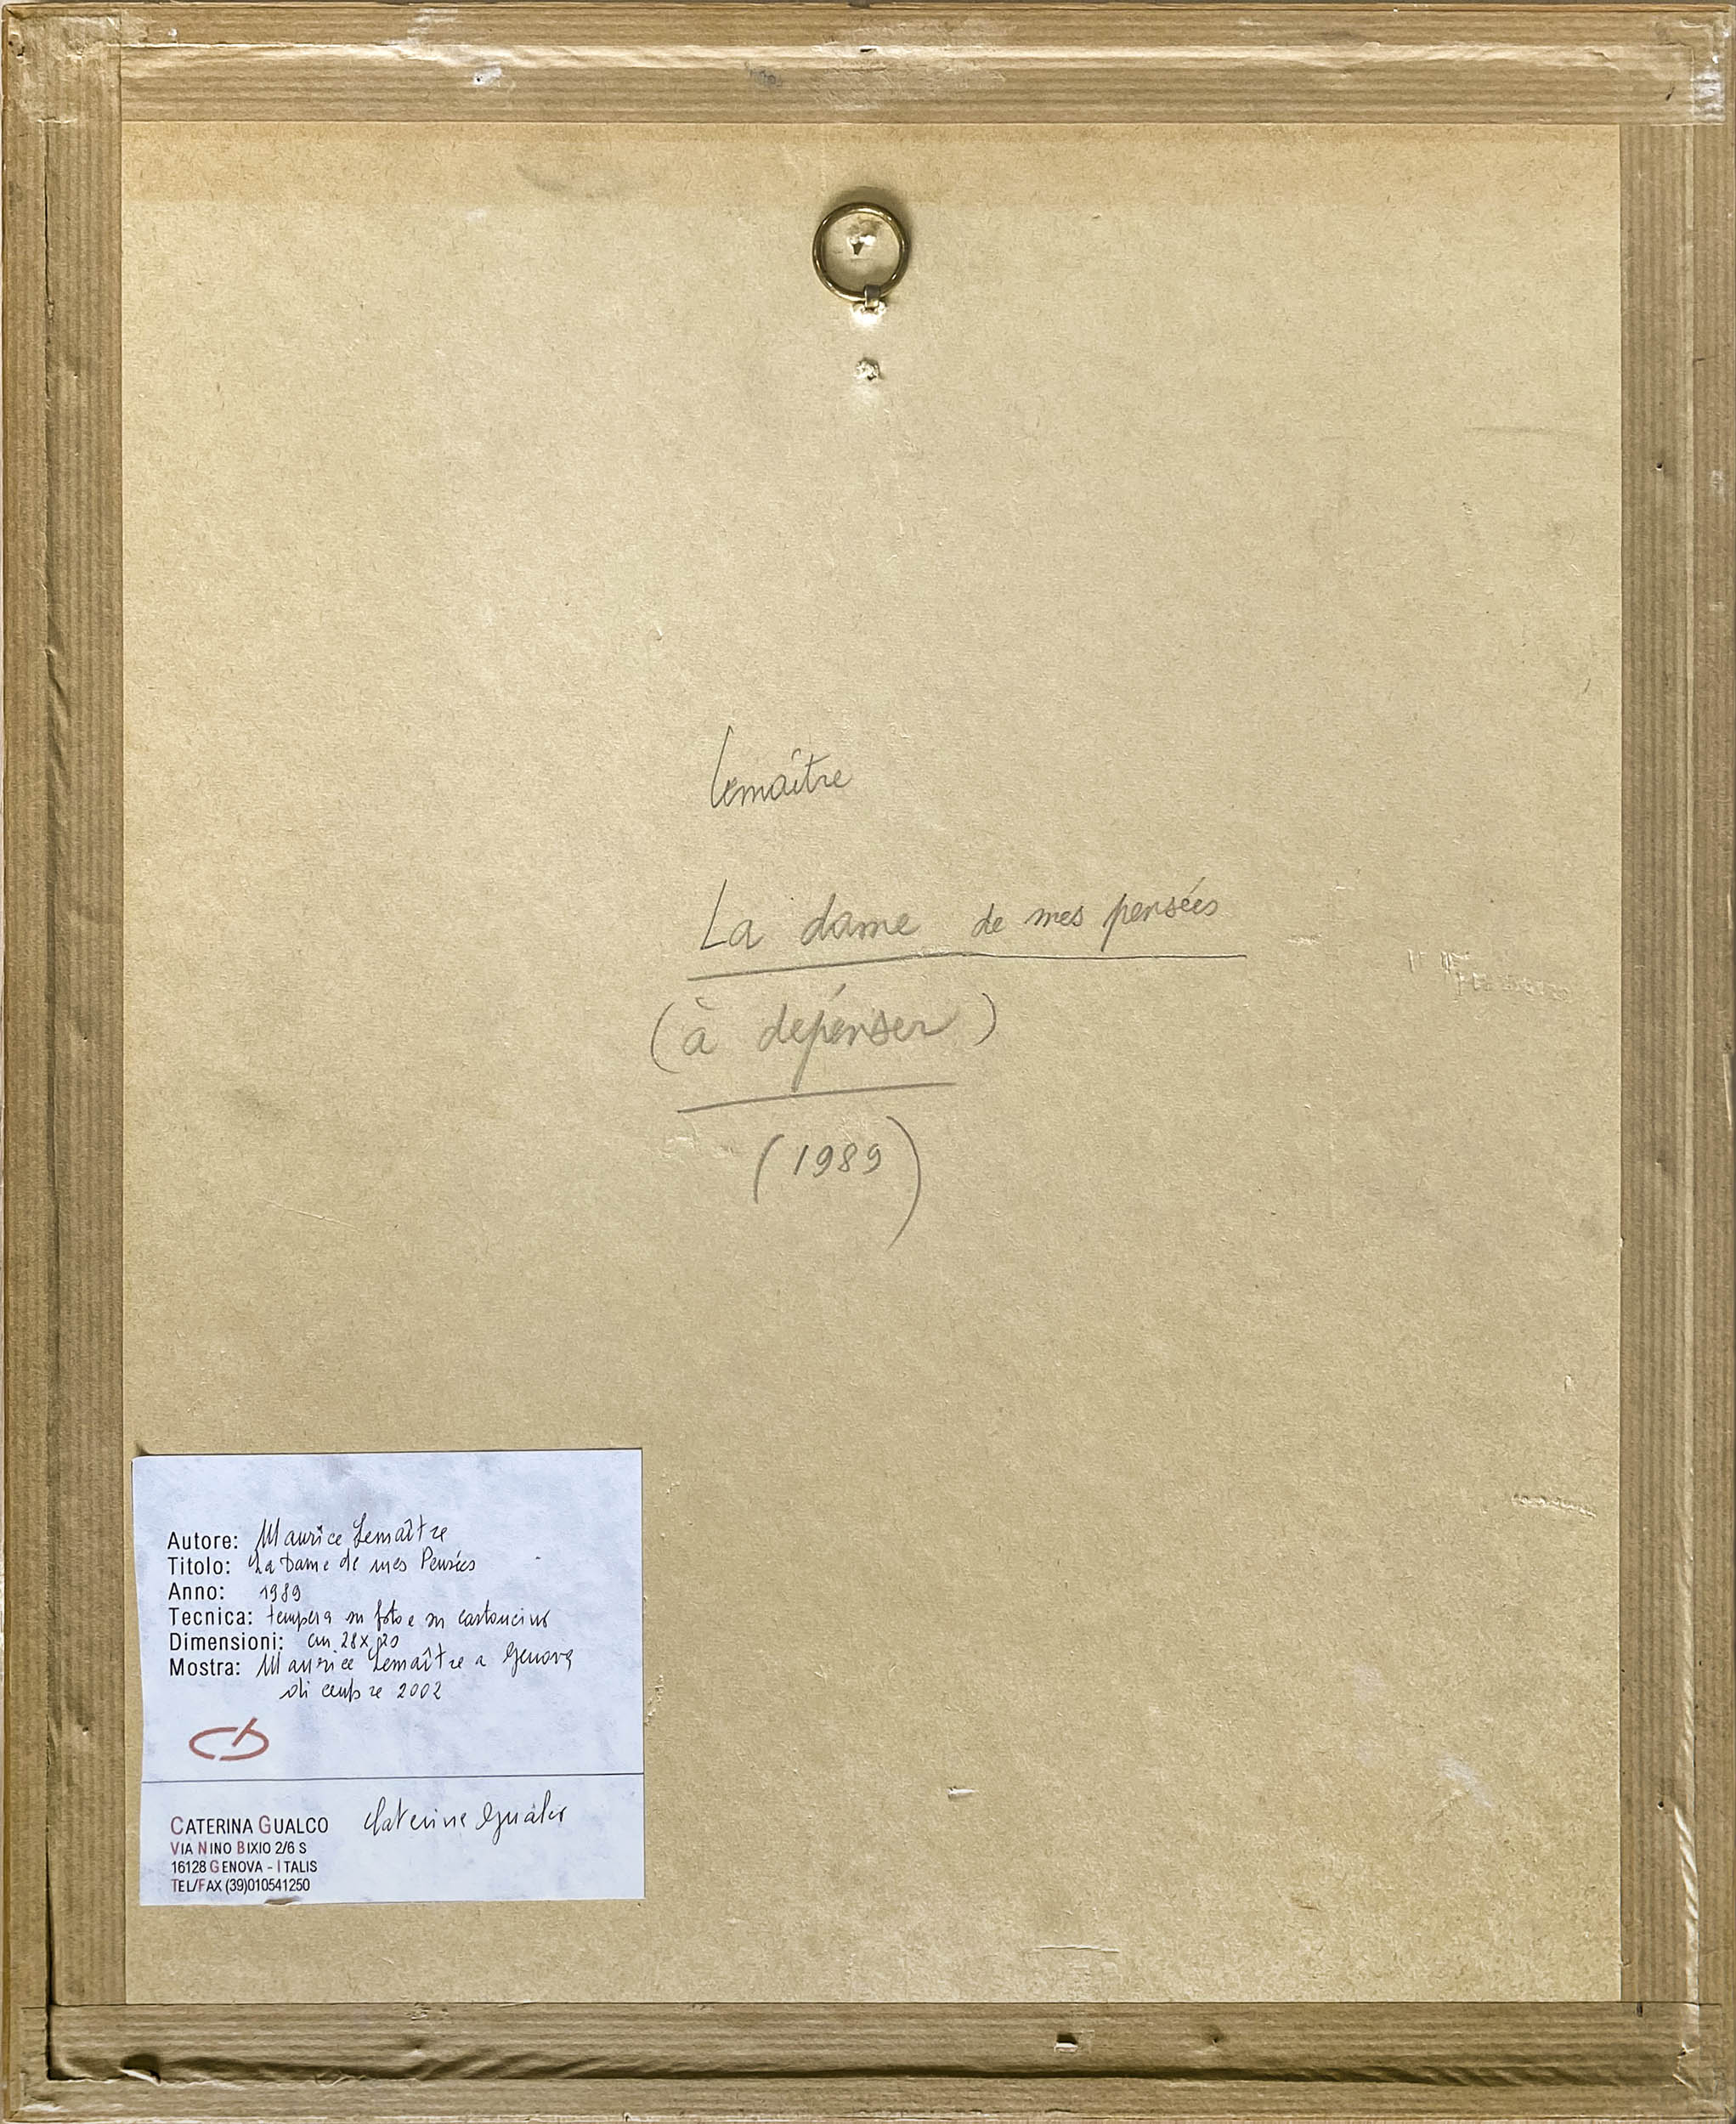 Lemaître
La dame de mes pensées
(à dépenser)
(1989)
Autore: Maurice Lemaître
Titolo: La Dame de mes Pensées
Anno: 1989
Tecnica: tempera su foto e su cartoncino
Dimensioni: cm 28x20
Mostra: Maurice Lemaître a Genova
dicembre 2002
CATERINA GUALCO Caterina Gualco
VIA NINO BIXIO 2/6 S
16128 GENOVA - ITALIS
TEL/FAX (39)010541250